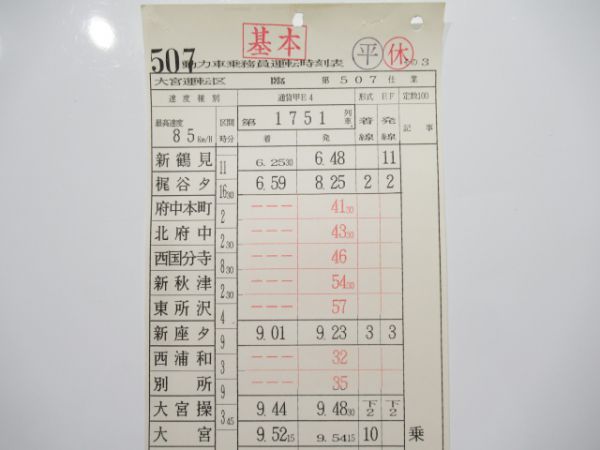 基本
平 休
507 動力車乗務員運転時刻表 その3
大宮運転区 臨 第507仕業
速度種別 通貨甲E4 形式 EF 定数100
最高速度 85Km/H 区間時分 第 1751 列車 着線 発線 記事
着 発
新鶴見 6.25 30 6.48 11
11
梶谷タ 6.59 8.25 2 2
16 30
府中本町 --- 41 30
2
北府中 --- 43 30
2 30
西国分寺 --- 46
8 30
新秋津 --- 54 30
2 30
東所沢 --- 57
4
新座タ 9.01 9.23 3 3
9
西浦和 --- 32
3
別所 --- 35
9
大宮操 9.44 9.48 30 下2 下2
3 45
大宮 9.52 15 9.54 15 10 乗